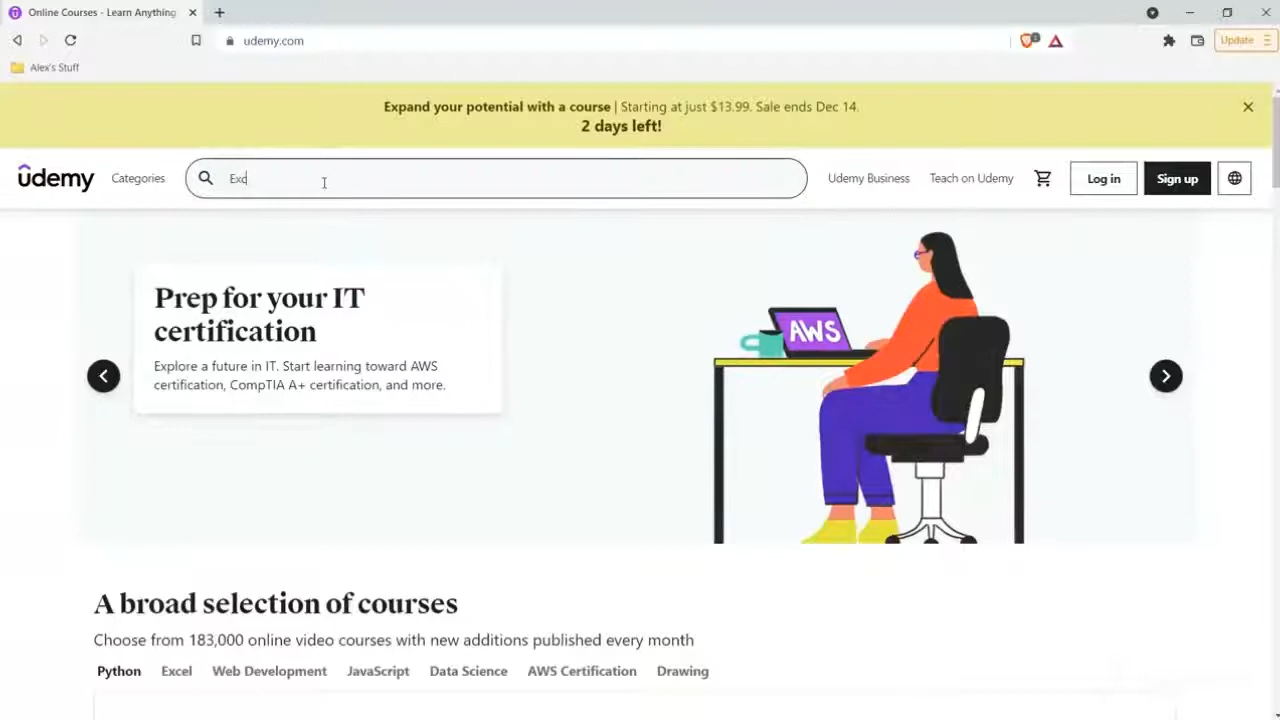 Online Courses - Learn Anything
udemy.com
1
Update
Alex's Stuff
Expand your potential with a course | Starting at just $13.99. Sale ends Dec 14.
2 days left!
udemy
Categories
Exc
Udemy Business
Teach on Udemy
Log in
Sign up
Prep for your IT
certification
Explore a future in IT. Start learning toward AWS
certification, CompTIA A+ certification, and more.
AWS
A broad selection of courses
Choose from 183,000 online video courses with new additions published every month
Python Excel Web Development JavaScript Data Science AWS Certification Drawing